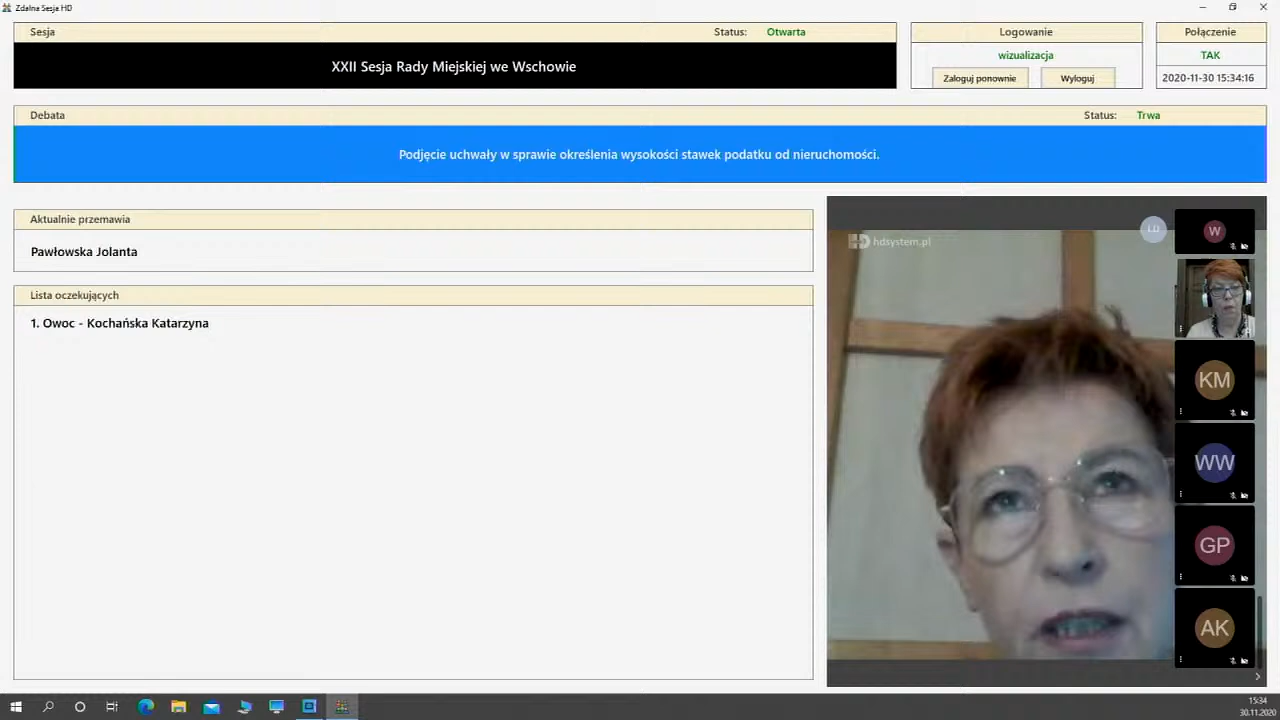 Zdalna Sesja HD
Sesja
Status: Otwarta
XXII Sesja Rady Miejskiej we Wschowie
Logowanie
wizualizacja
Zaloguj ponownie
Wyloguj
Połączenie
TAK
2020-11-30 15:34:16
Debata
Status: Trwa
Podjęcie uchwały w sprawie określenia wysokości stawek podatku od nieruchomości.
Aktualnie przemawia
Pawłowska Jolanta
Lista oczekujących
1. Owoc - Kochańska Katarzyna
HD hdsystem.pl
LD
W
KM
WW
GP
AK
15:34
30.11.2020